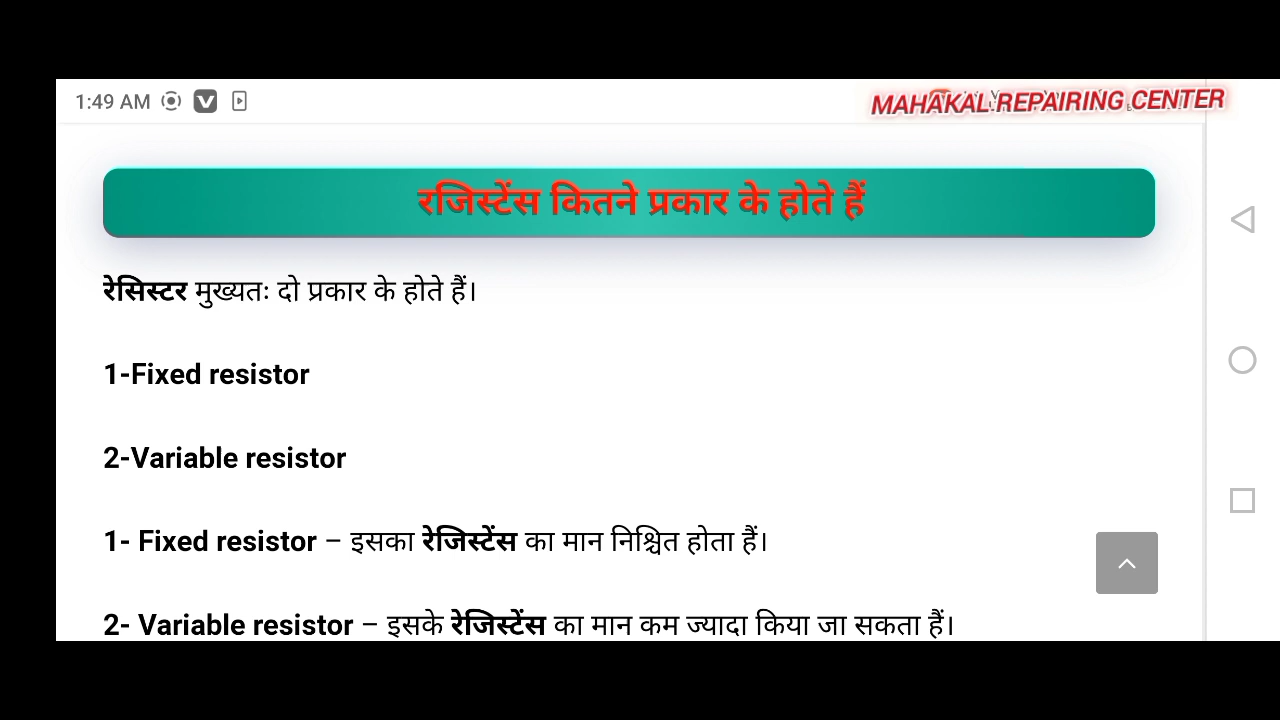 1:49 AM
MAHAKAL REPAIRING CENTER
रजिस्टेंस कितने प्रकार के होते हैं
रेसिस्टर मुख्यतः दो प्रकार के होते हैं।
1-Fixed resistor
2-Variable resistor
1- Fixed resistor – इसका रेजिस्टेंस का मान निश्चित होता हैं।
2- Variable resistor – इसके रेजिस्टेंस का मान कम ज्यादा किया जा सकता हैं।